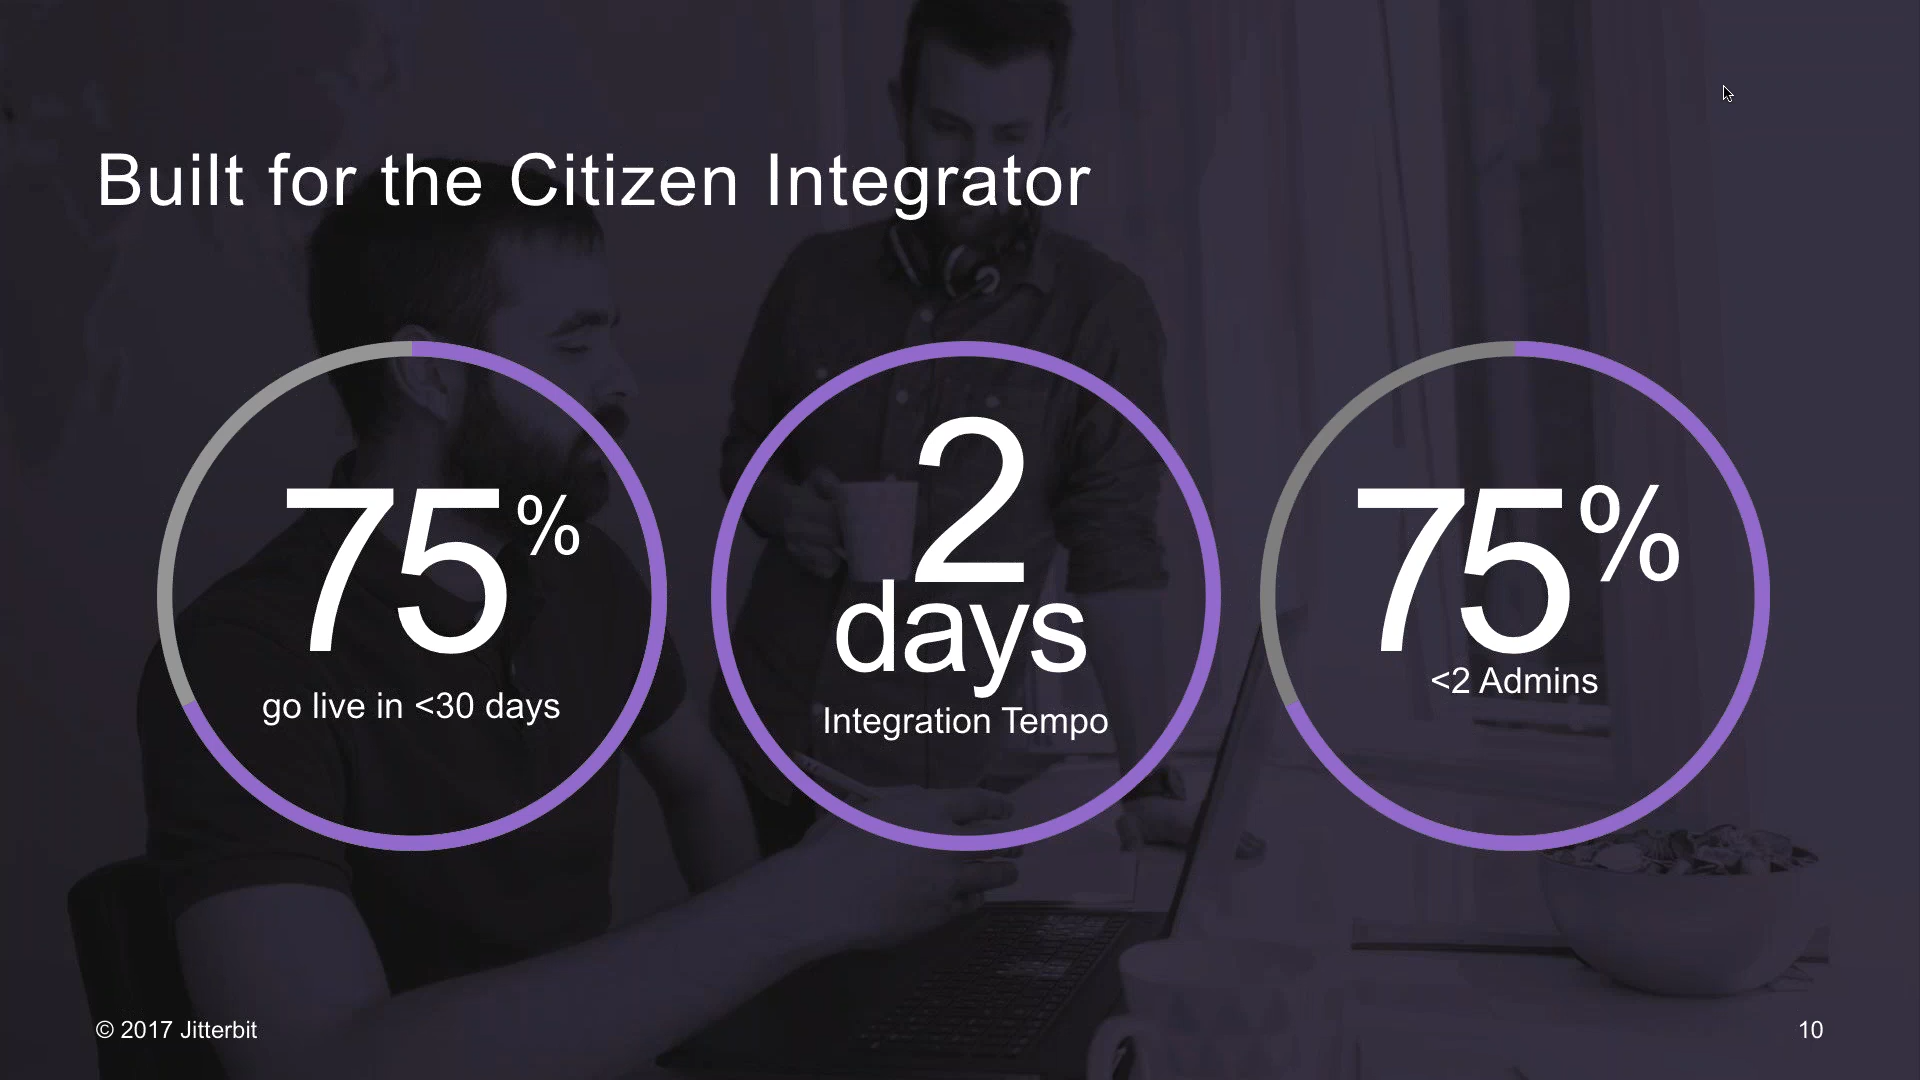 Built for the Citizen Integrator
75%
go live in <30 days
2
days
Integration Tempo
75%
<2 Admins
© 2017 Jitterbit
10